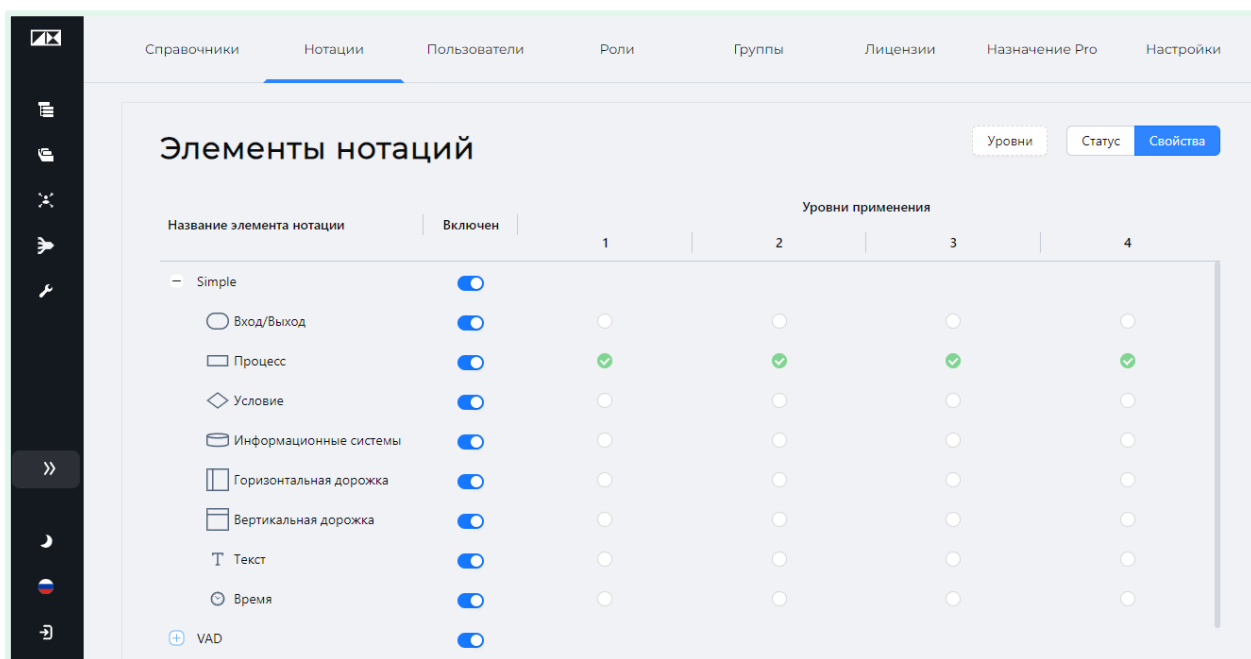 Справочники Нотации Пользователи Роли Группы Лицензии Назначение Pro Настройки
Элементы нотаций
Уровни Статус Свойства
Название элемента нотации Включен Уровни применения
1 2 3 4
Simple
Вход/Выход
Процесс
Условие
Информационные системы
Горизонтальная дорожка
Вертикальная дорожка
T Текст
Время
VAD